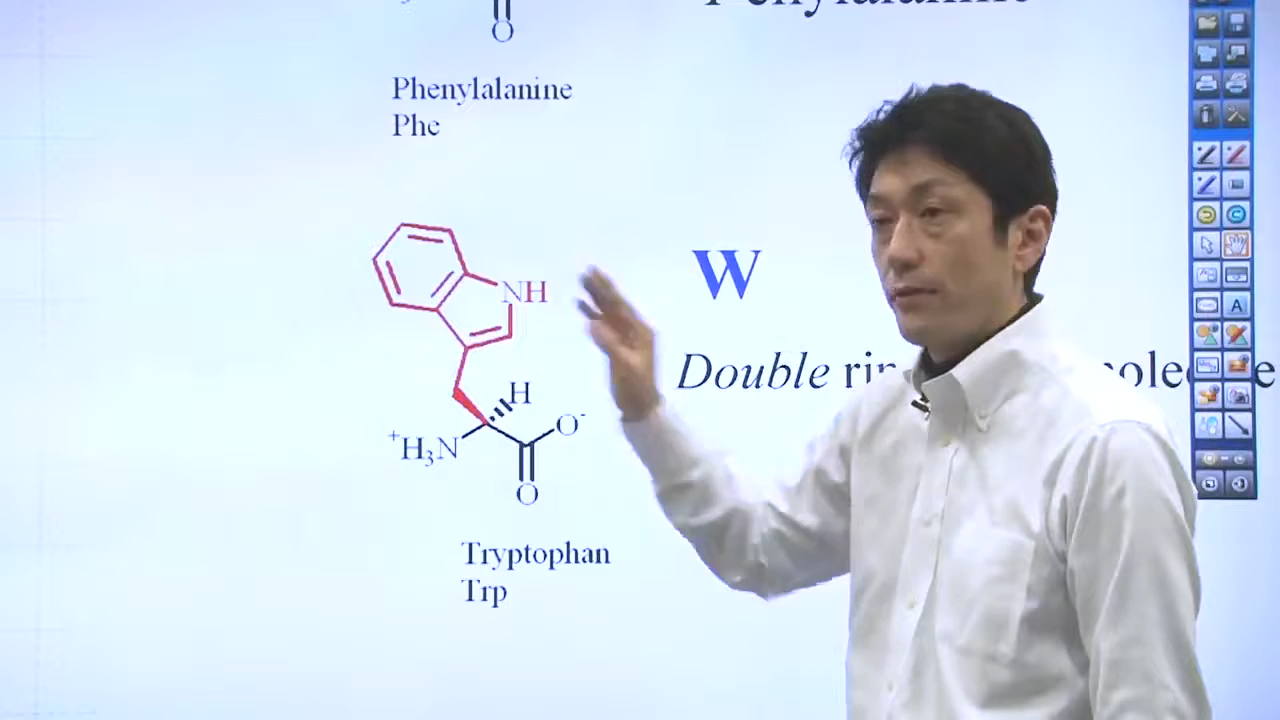 O
Phenylalanine
Phe
NH
W
Double
H
O-
+H3N
O
Tryptophan
Trp
A